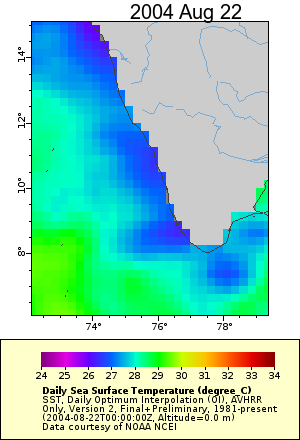 2004 Aug 22
14°
12°
10°
8°
74°
76°
78°
24 25 26 27 28 29 30 31 32 33 34
Daily Sea Surface Temperature (degree_C)
SST, Daily Optimum Interpolation (OI), AVHRR
Only, Version 2, Final+Preliminary, 1981-present
(2004-08-22T00:00:00Z, Altitude=0.0 m)
Data courtesy of NOAA NCEI